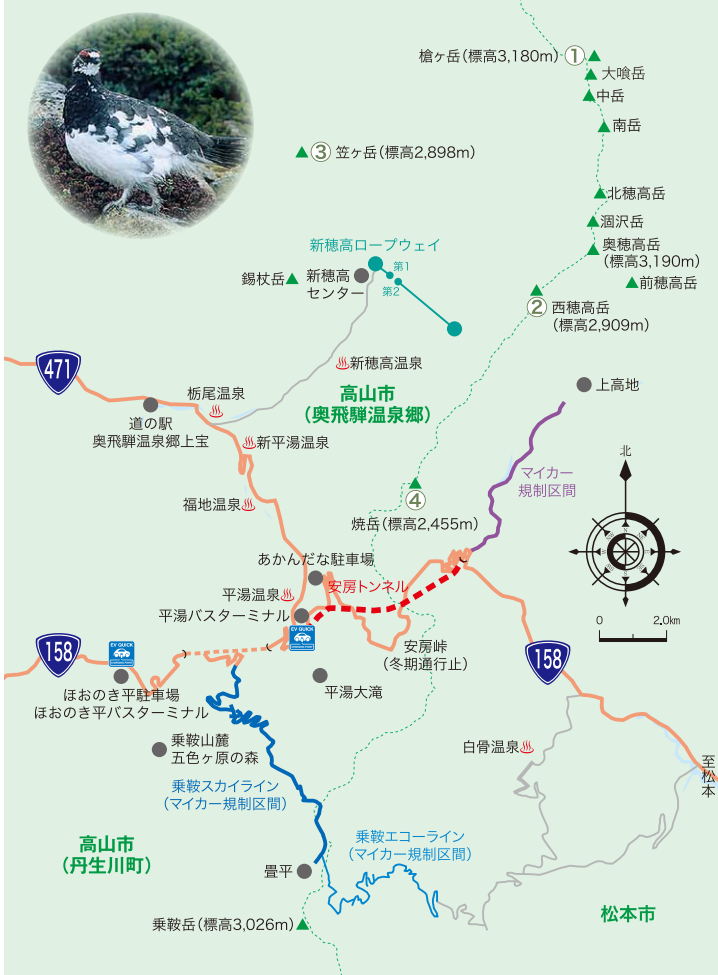 槍ヶ岳(標高3,180m) ①
大喰岳
中岳
南岳
③ 笠ヶ岳(標高2,898m)
北穂高岳
涸沢岳
奥穂高岳
(標高3,190m)
前穂高岳
新穂高ロープウェイ
第1
第2
錫杖岳
新穂高
センター
②
西穂高岳
(標高2,909m)
471
新穂高温泉
高山市
(奥飛騨温泉郷)
上高地
栃尾温泉
道の駅
奥飛騨温泉郷上宝
新平湯温泉
北
マイカー
規制区間
④
焼岳(標高2,455m)
福地温泉
あかんだな駐車場
安房トンネル
平湯温泉
平湯バスターミナル
EV QUICK
0 2.0km
158
EV QUICK
安房峠
(冬期通行止)
158
ほおのき平駐車場
ほおのき平バスターミナル
平湯大滝
乗鞍山麓
五色ヶ原の森
白骨温泉
至松本
乗鞍スカイライン
(マイカー規制区間)
乗鞍エコーライン
(マイカー規制区間)
高山市
(丹生川町)
畳平
松本市
乗鞍岳(標高3,026m)